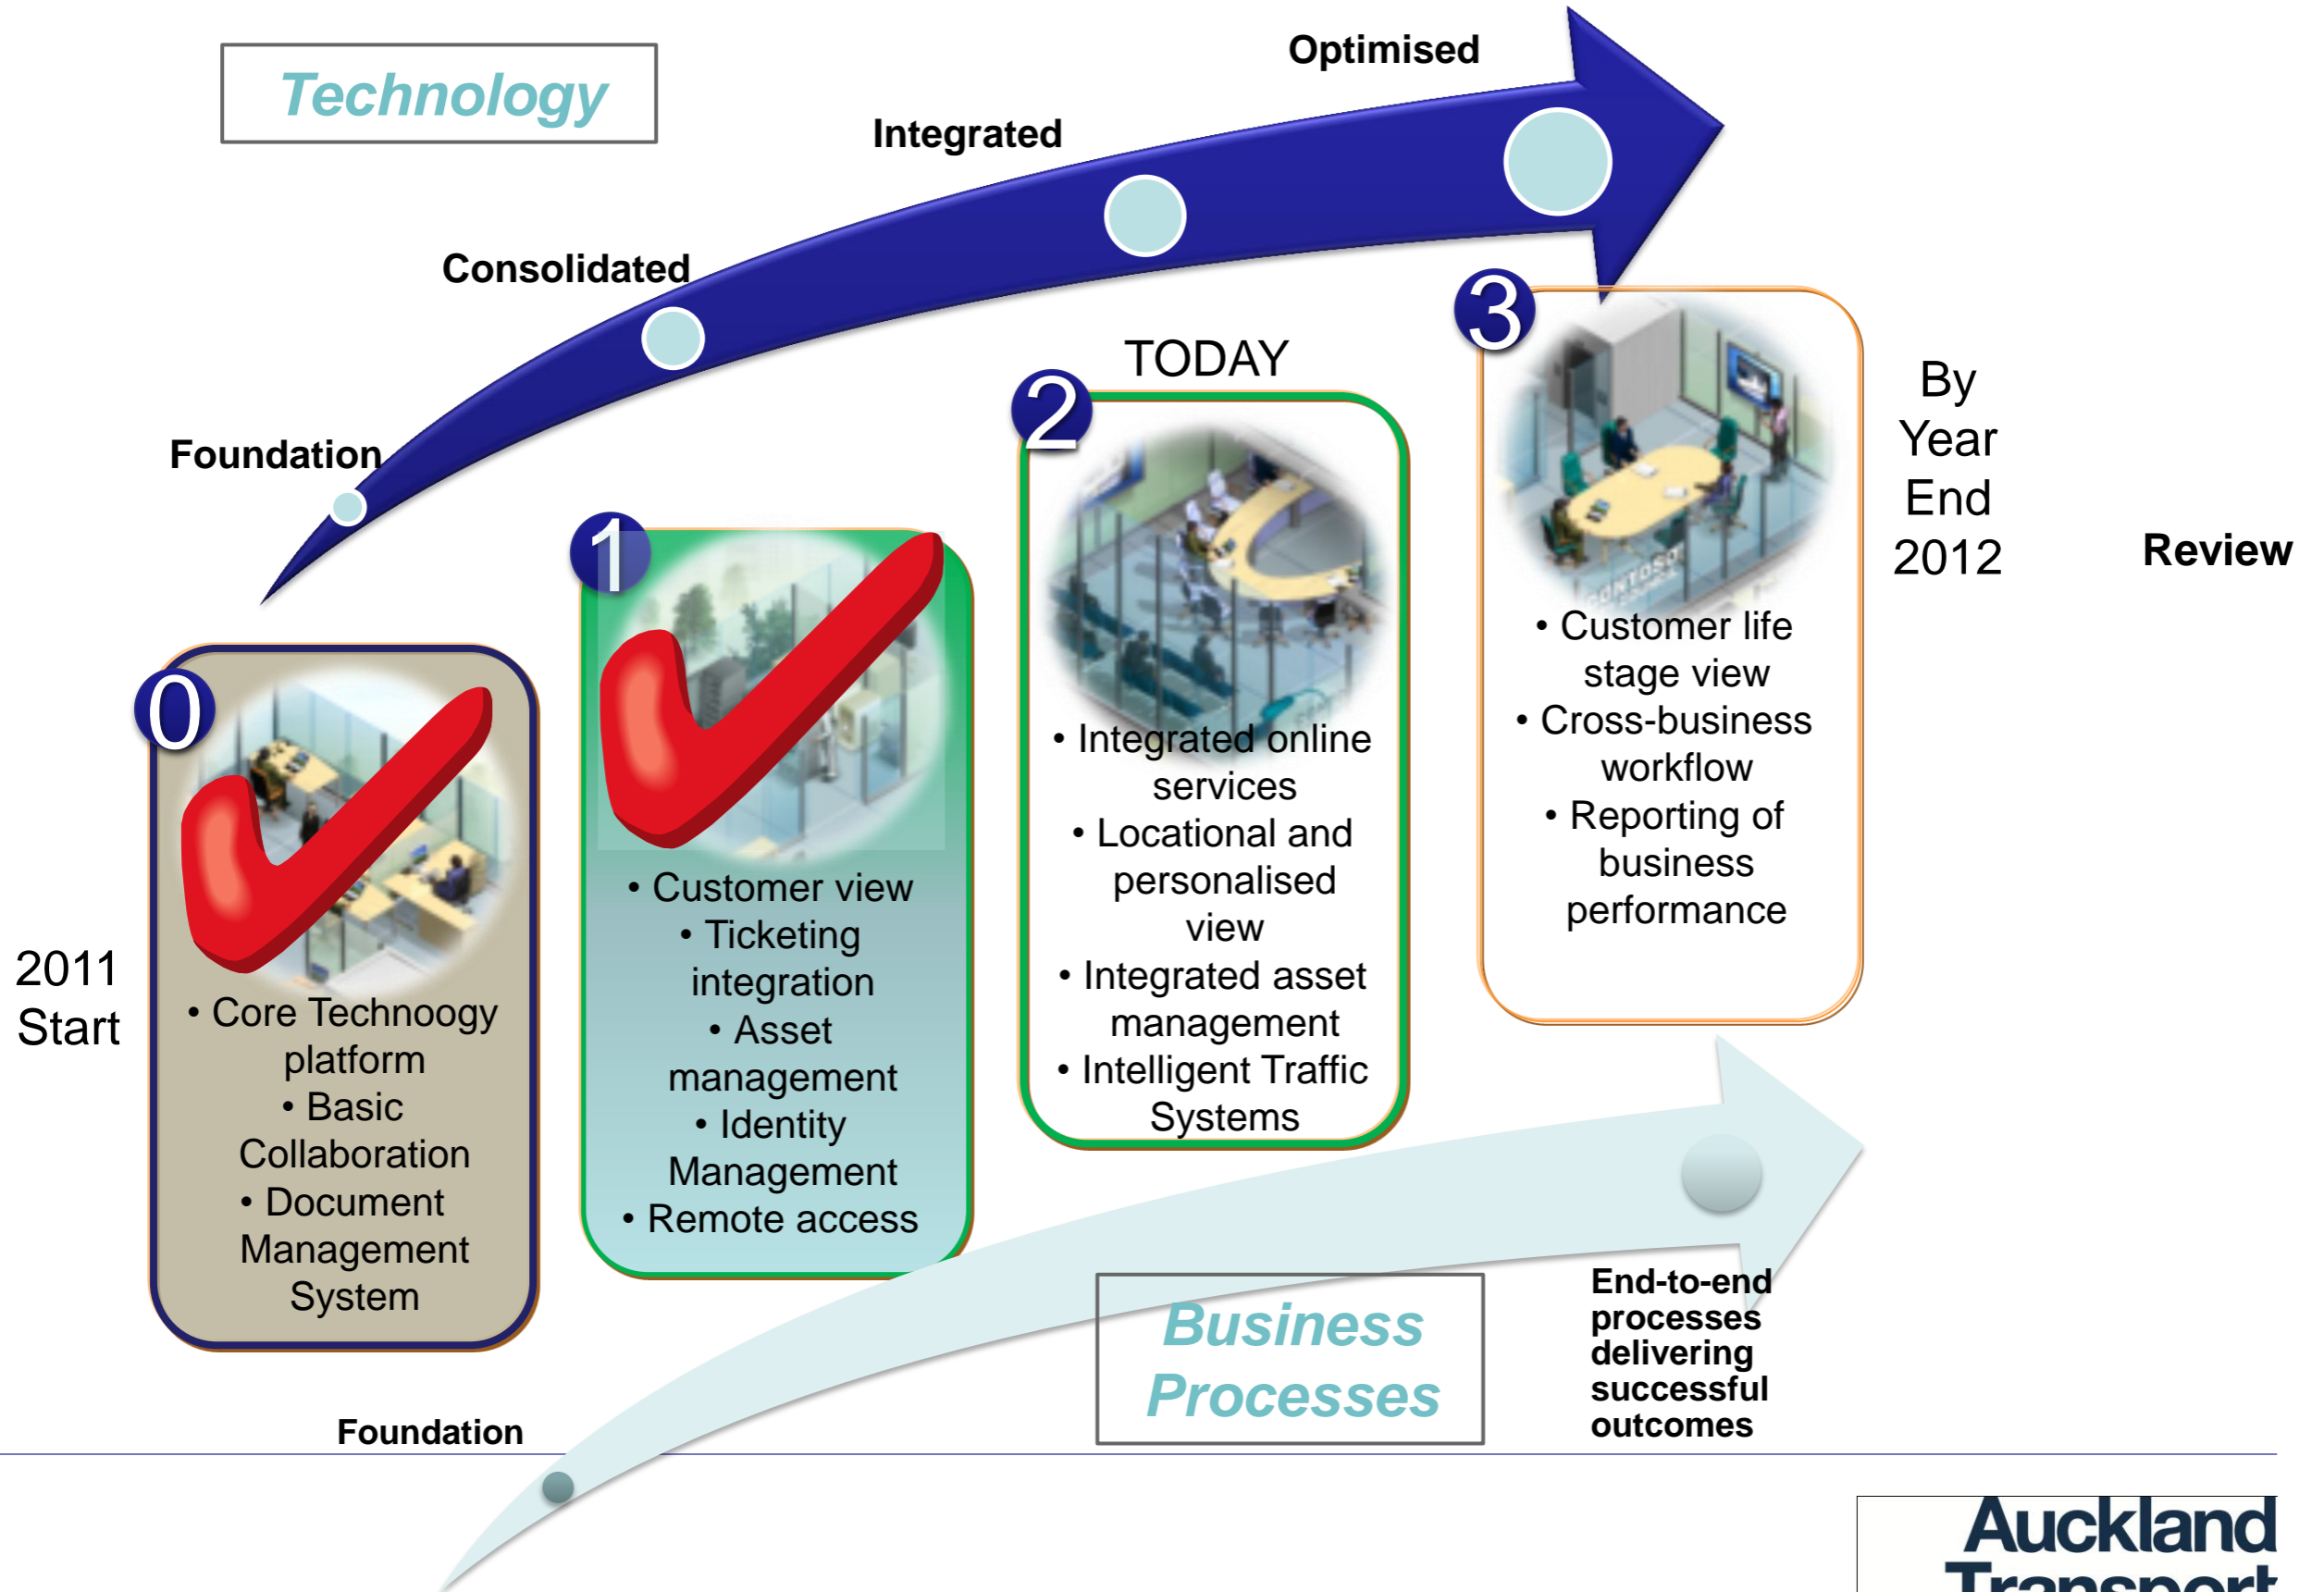 Technology
Optimised
Integrated
Consolidated
Foundation
2011
Start
0
• Core Technoogy
platform
• Basic
Collaboration
• Document
Management
System
1
• Customer view
• Ticketing
integration
• Asset
management
• Identity
Management
• Remote access
TODAY
2
• Integrated online
services
• Locational and
personalised
view
• Integrated asset
management
• Intelligent Traffic
Systems
3
CONTOSO
• Customer life
stage view
• Cross-business
workflow
• Reporting of
business
performance
By
Year
End
2012
Review
Business
Processes
End-to-end
processes
delivering
successful
outcomes
Foundation
Auckland
Transport